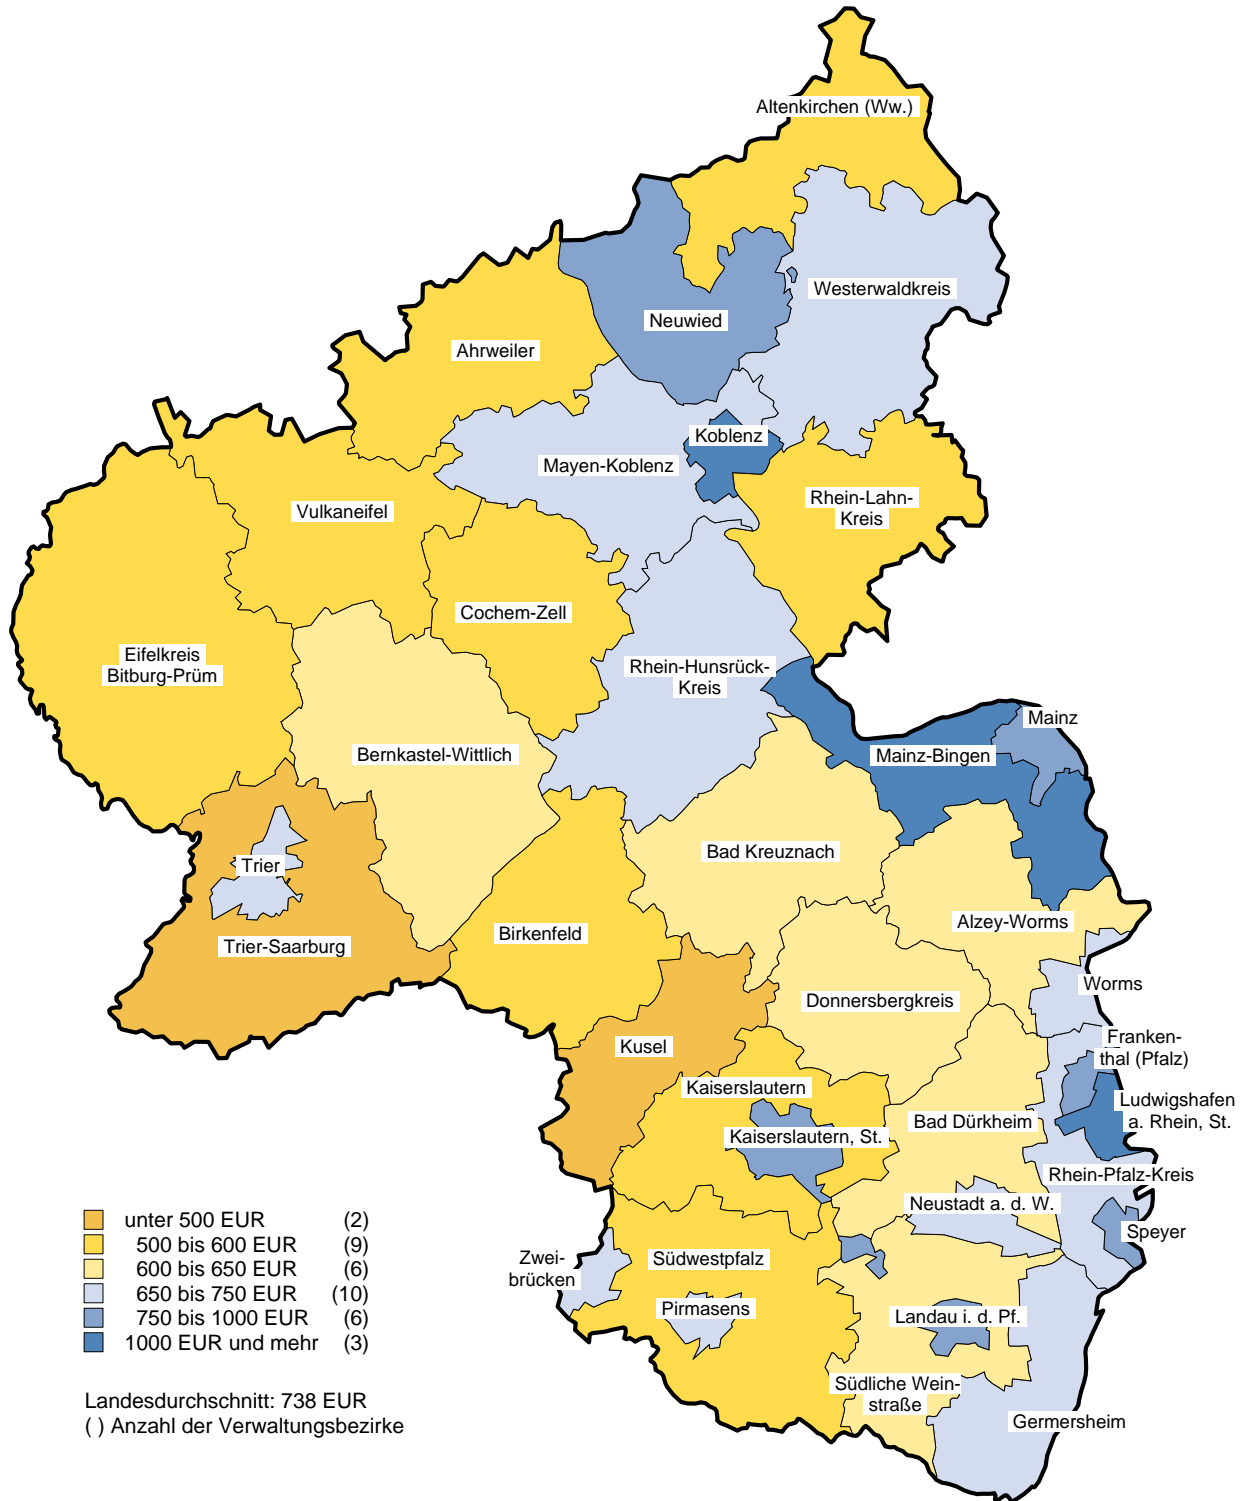 Altenkirchen (Ww.)
Westerwaldkreis
Neuwied
Ahrweiler
Koblenz
Mayen-Koblenz
Rhein-Lahn-
Kreis
Vulkaneifel
Cochem-Zell
Eifelkreis
Bitburg-Prüm
Rhein-Hunsrück-
Kreis
Mainz
Mainz-Bingen
Bernkastel-Wittlich
Bad Kreuznach
Trier
Alzey-Worms
Birkenfeld
Trier-Saarburg
Worms
Donnersbergkreis
Franken-
thal (Pfalz)
Kusel
Kaiserslautern
Ludwigshafen
a. Rhein, St.
Bad Dürkheim
Kaiserslautern, St.
Rhein-Pfalz-Kreis
Neustadt a. d. W.
Speyer
Zwei-
brücken
Südwestpfalz
Pirmasens
Landau i. d. Pf.
Südliche Wein-
straße
Germersheim
unter 500 EUR (2)
500 bis 600 EUR (9)
600 bis 650 EUR (6)
650 bis 750 EUR (10)
750 bis 1000 EUR (6)
1000 EUR und mehr (3)
Landesdurchschnitt: 738 EUR
( ) Anzahl der Verwaltungsbezirke